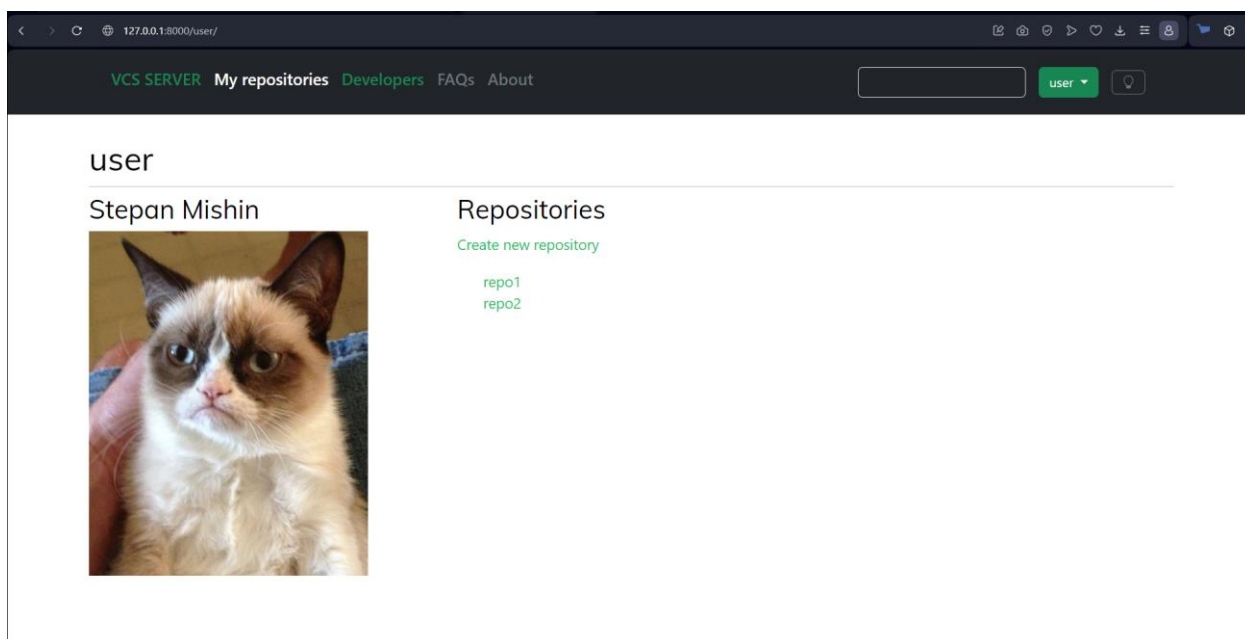 127.0.0.1:8000/user/
VCS SERVER My repositories Developers FAQs About user
user
Stepan Mishin
Repositories
Create new repository
repo1
repo2